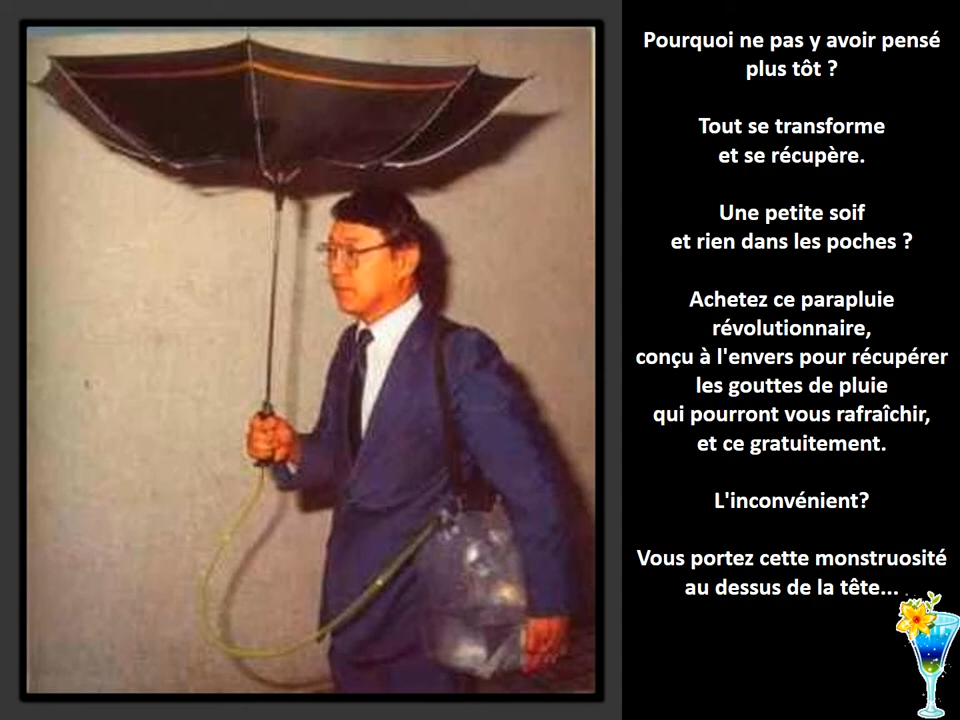 Pourquoi ne pas y avoir pensé
plus tôt ?
Tout se transforme
et se récupère.
Une petite soif
et rien dans les poches ?
Achetez ce parapluie
révolutionnaire,
conçu à l'envers pour récupérer
les gouttes de pluie
qui pourront vous rafraîchir,
et ce gratuitement.
L'inconvénient?
Vous portez cette monstruosité
au dessus de la tête...